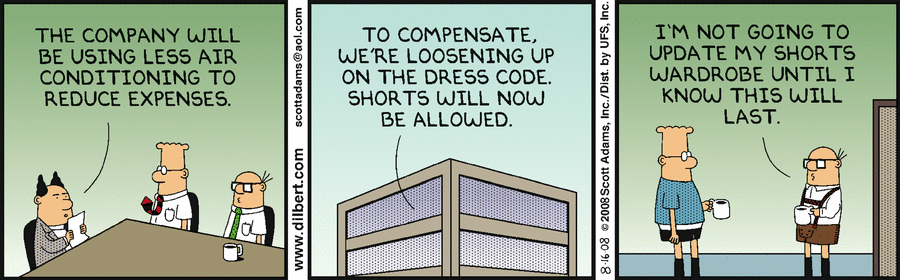 THE COMPANY WILL
BE USING LESS AIR
CONDITIONING TO
REDUCE EXPENSES.
www.dilbert.com
scottadams@aol.com
TO COMPENSATE,
WE'RE LOOSENING UP
ON THE DRESS CODE.
SHORTS WILL NOW
BE ALLOWED.
8-16-08 © 2008 Scott Adams, Inc./Dist. by UFS, Inc.
I'M NOT GOING TO
UPDATE MY SHORTS
WARDROBE UNTIL I
KNOW THIS WILL
LAST.